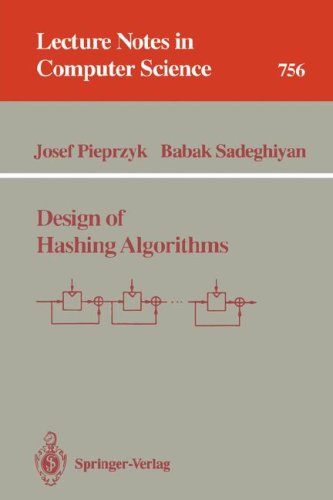 Lecture Notes in
Computer Science 756
Josef Pieprzyk Babak Sadeghiyan
Design of
Hashing Algorithms
...
Springer-Verlag